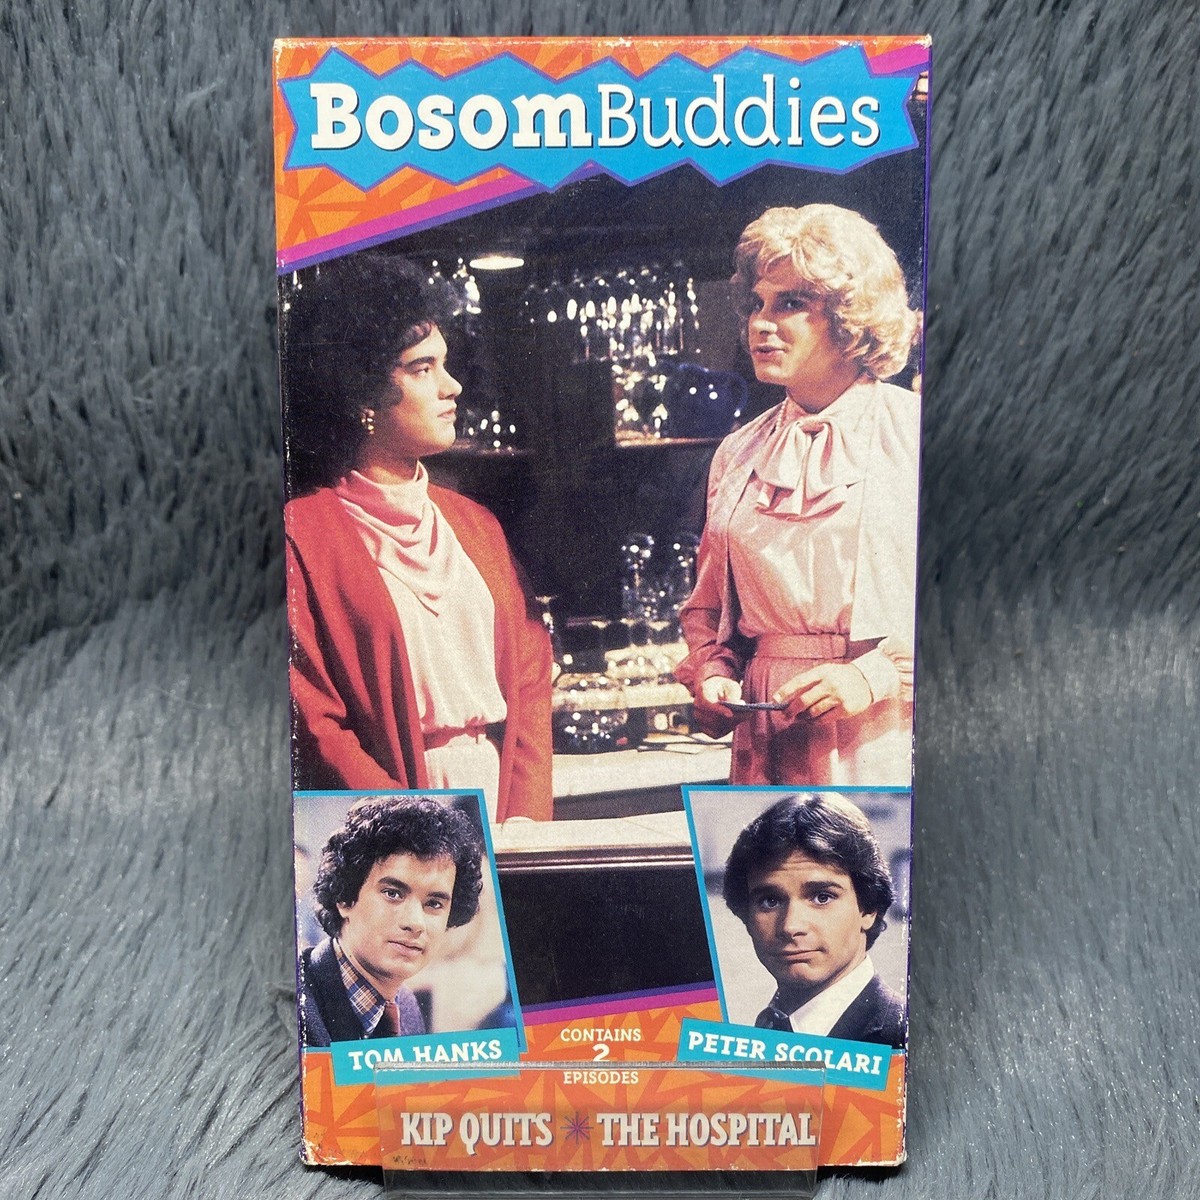 BosomBuddies
TOM HANKS
CONTAINS
2
EPISODES
PETER SCOLARI
KIP QUITS * THE HOSPITAL